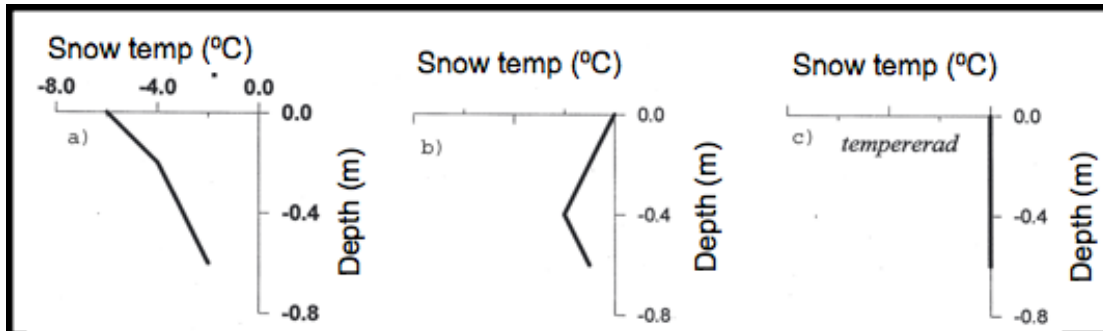 Snow temp (ºC)
-8.0 -4.0 0.0
0.0
a)
-0.4
-0.8
Depth (m)
Snow temp (ºC)
0.0
b)
-0.4
-0.8
Depth (m)
Snow temp (ºC)
0.0
c) tempererad
-0.4
-0.8
Depth (m)